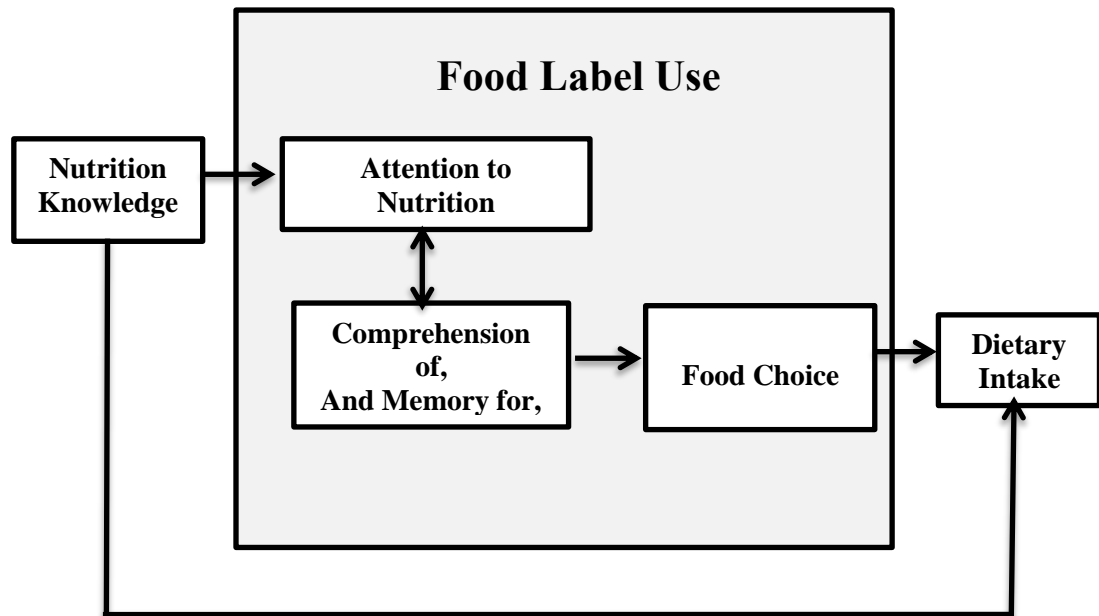 Food Label Use
Nutrition
Knowledge
Attention to
Nutrition
Comprehension
of,
And Memory for,
Food Choice
Dietary
Intake